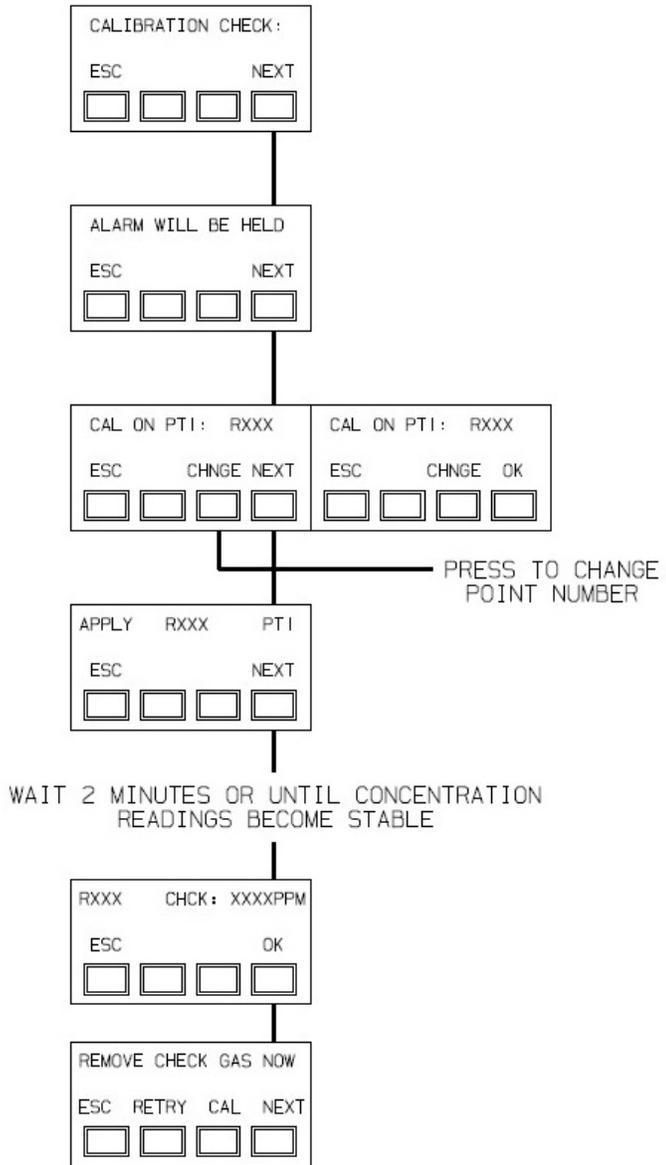 CALIBRATION CHECK:
ESC NEXT
ALARM WILL BE HELD
ESC NEXT
CAL ON PTI: RXXX
ESC CHNGE NEXT
CAL ON PTI: RXXX
ESC CHNGE OK
PRESS TO CHANGE
POINT NUMBER
APPLY RXXX PTI
ESC NEXT
WAIT 2 MINUTES OR UNTIL CONCENTRATION
READINGS BECOME STABLE
RXXX CHCK: XXXXPPM
ESC OK
REMOVE CHECK GAS NOW
ESC RETRY CAL NEXT